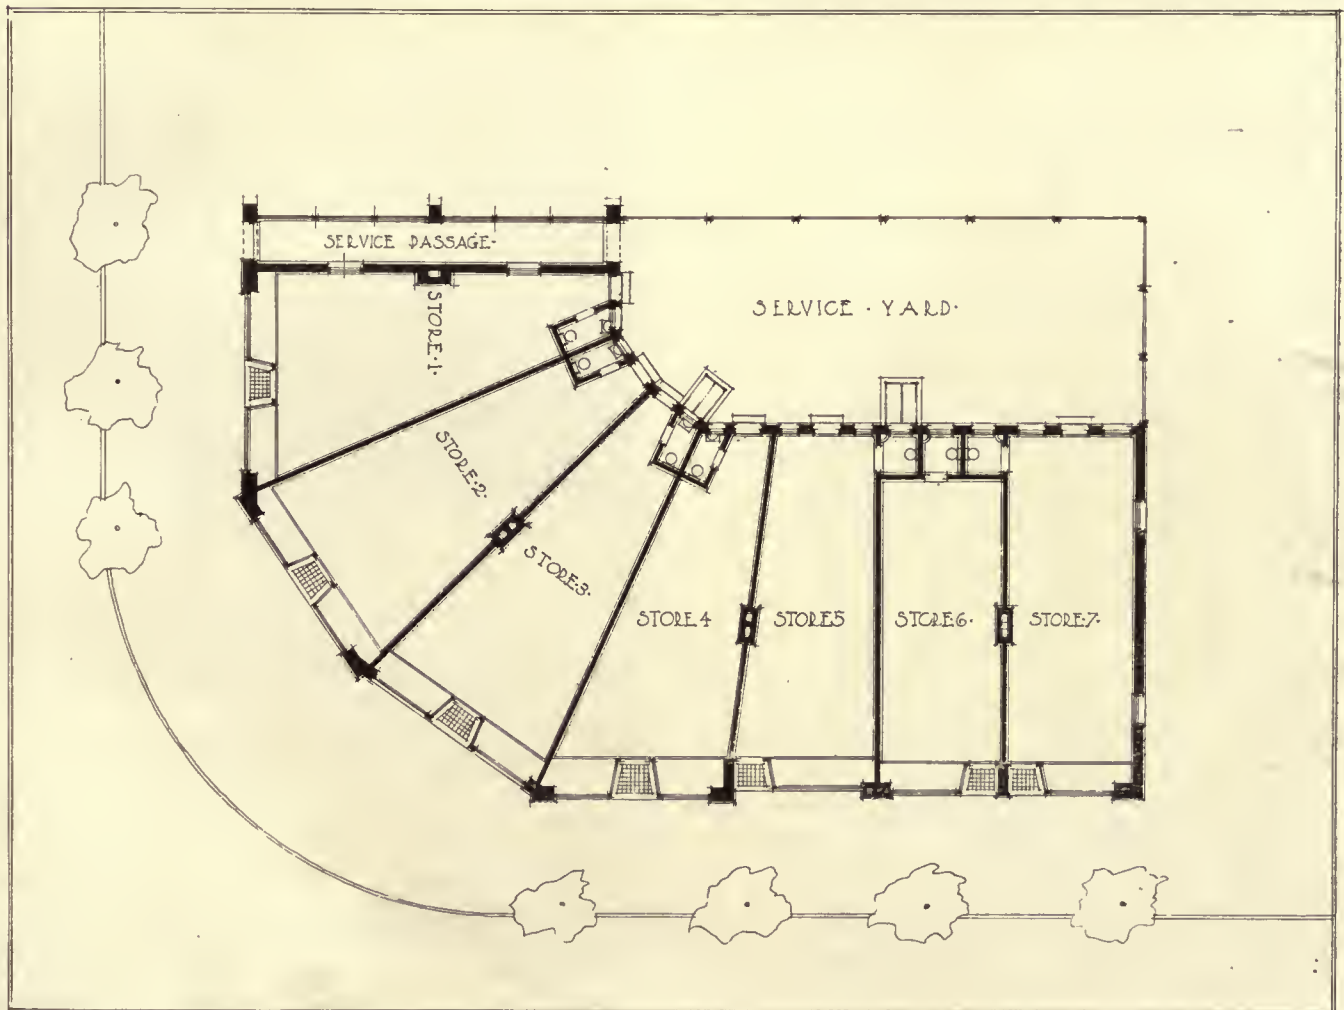 SERVICE PASSAGE·
SERVICE · YARD·
STORE·1·
STORE·2·
STORE·3·
STORE 4
STORE 5
STORE 6·
STORE·7·